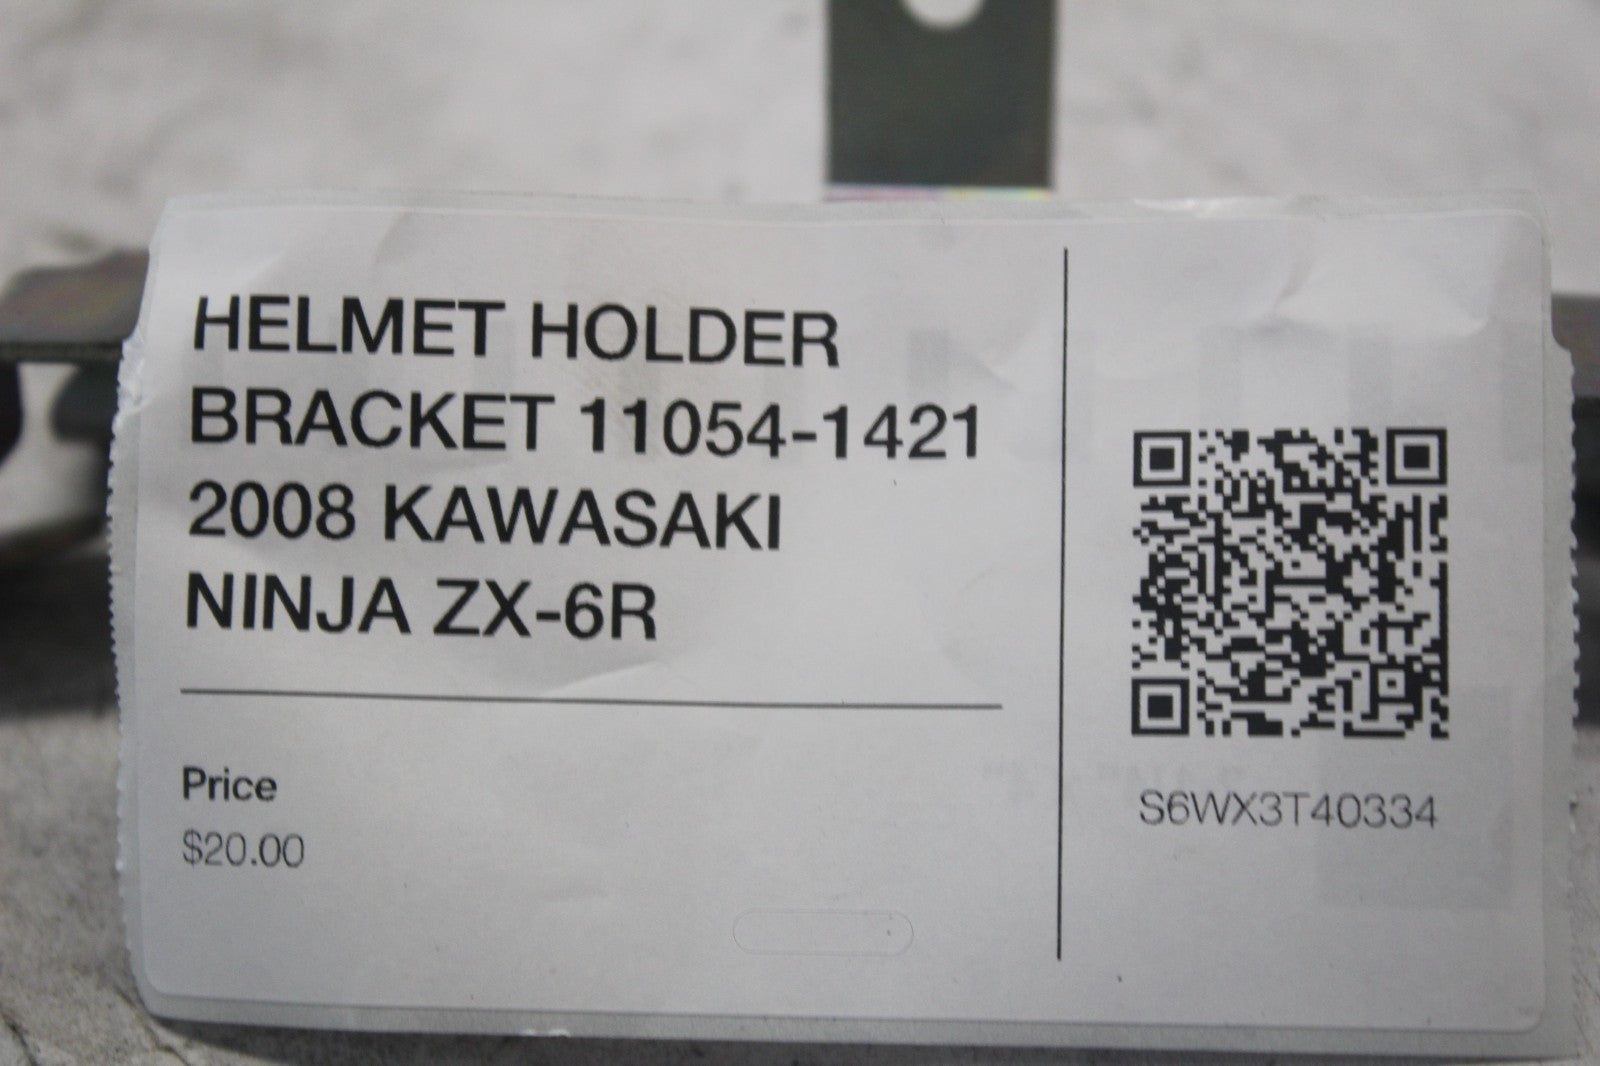 HELMET HOLDER
BRACKET 11054-1421
2008 KAWASAKI
NINJA ZX-6R
Price
$20.00
S6WX3T40334